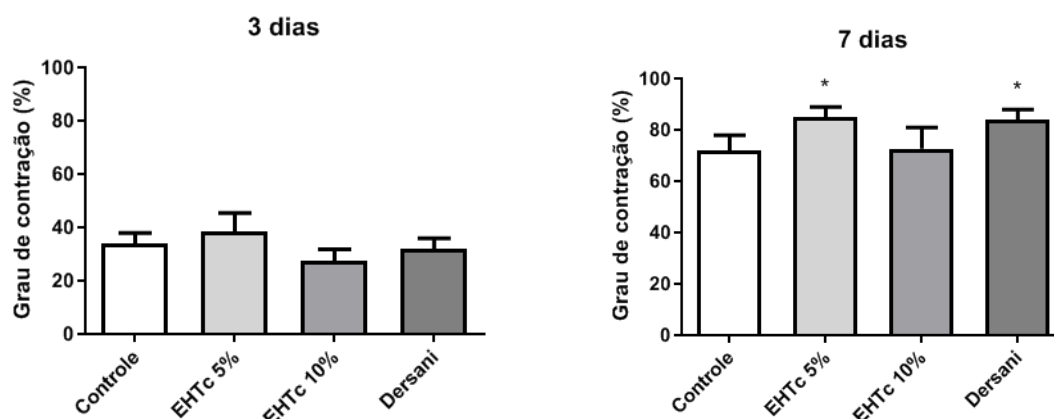 3 dias
Grau de contração (%)
100
80
60
40
20
0
Controle
EHTc 5%
EHTc 10%
Dersani
7 dias
Grau de contração (%)
100
80
60
40
20
0
*
*
Controle
EHTc 5%
EHTc 10%
Dersani